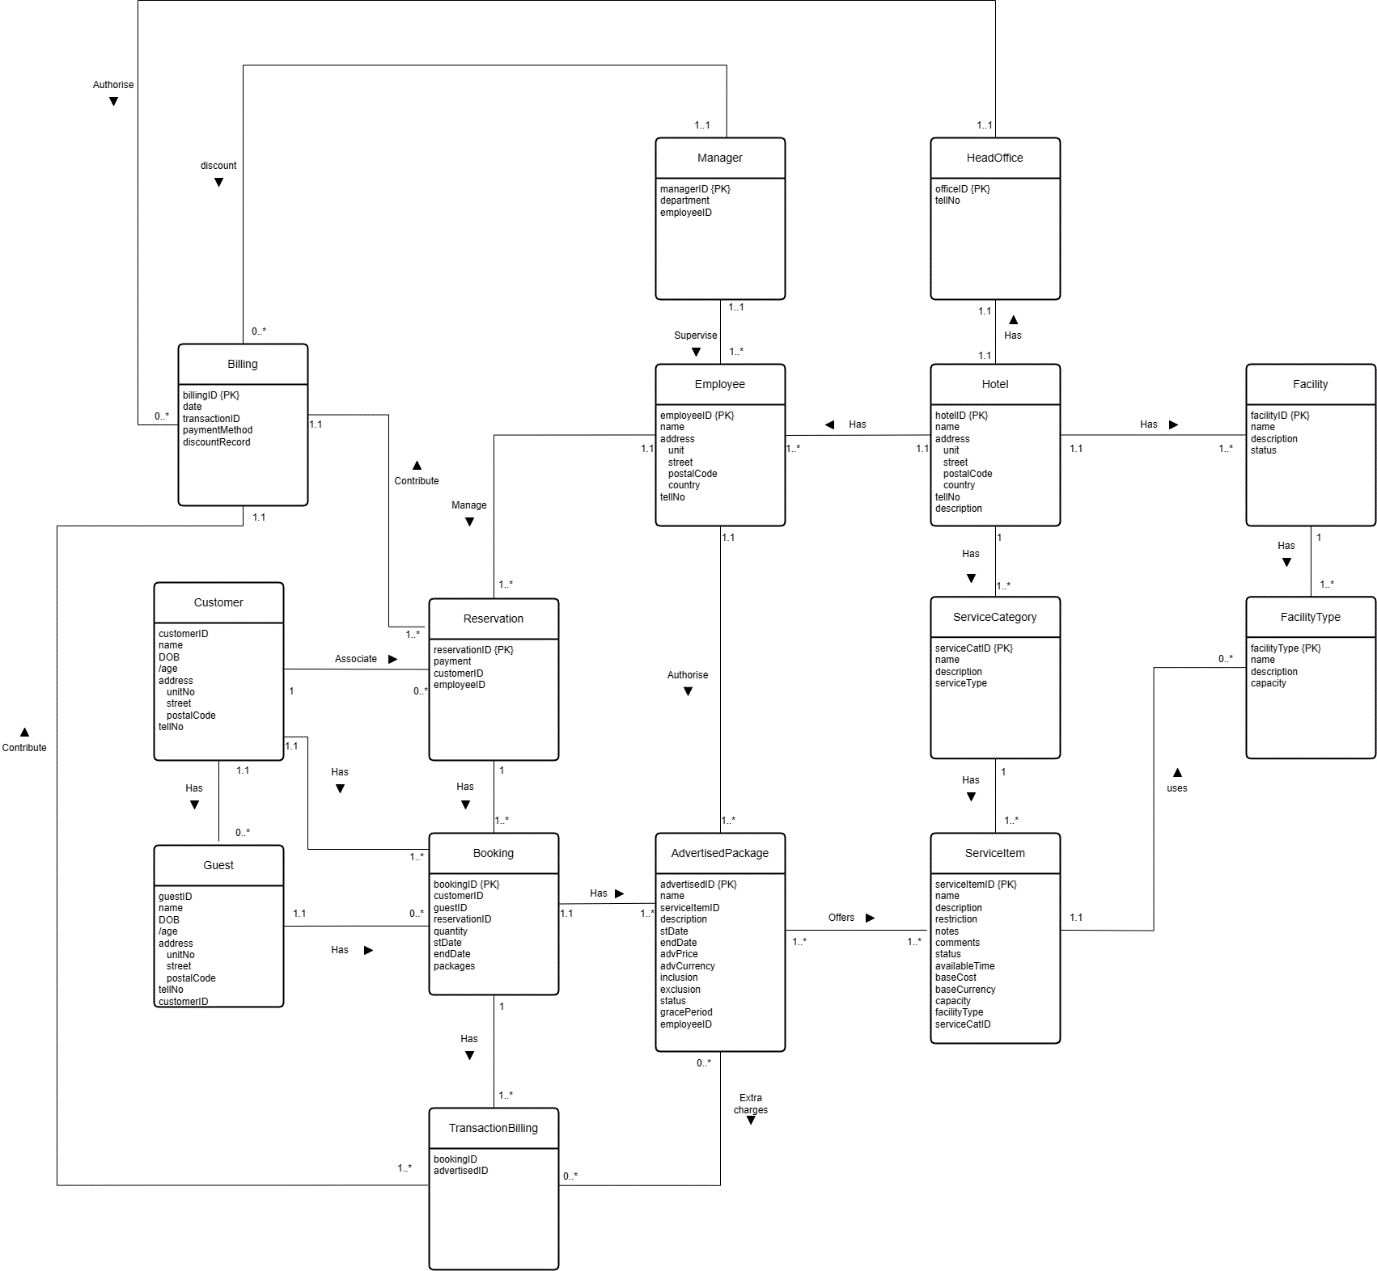 Authorise
discount
1..1
1..1
Manager
managerID {PK}
department
employeeID
HeadOffice
officeID {PK}
tellNo
1..1
Supervise
1..*
1.1
Has
1.1
0..*
Billing
billingID {PK}
date
transactionID
paymentMethod
discountRecord
0..*
1.1
1.1
Contribute
Employee
employeeID {PK}
name
address
unit
street
postalCode
country
tellNo
1.1
1..*
Has
1.1
Hotel
hotelID {PK}
name
address
unit
street
postalCode
country
tellNo
description
1.1
Has
1..*
Facility
facilityID {PK}
name
description
status
Manage
1..*
1.1
1
Has
1..*
1
Has
1..*
Customer
customerID
name
DOB
/age
address
unitNo
street
postalCode
tellNo
Associate
1
0..*
1..*
Reservation
reservationID {PK}
payment
customerID
employeeID
Authorise
ServiceCategory
serviceCatID {PK}
name
description
serviceType
FacilityType
facilityType {PK}
name
description
capacity
0..*
Contribute
1.1
1.1
Has
0..*
Has
1..*
1
Has
1..*
1..*
1
Has
1..*
uses
Guest
guestID
name
DOB
/age
address
unitNo
street
postalCode
tellNo
customerID
1.1
0..*
Has
Booking
bookingID {PK}
customerID
guestID
reservationID
quantity
stDate
endDate
packages
Has
1.1
1..*
AdvertisedPackage
advertisedID {PK}
name
serviceItemID
description
stDate
endDate
advPrice
advCurrency
inclusion
exclusion
status
gracePeriod
employeeID
Offers
1..*
1..*
ServiceItem
serviceItemID {PK}
name
description
restriction
notes
comments
status
availableTime
baseCost
baseCurrency
capacity
facilityType
serviceCatID
1.1
1
Has
1..*
0..*
Extra
charges
TransactionBilling
bookingID
advertisedID
1..*
0..*